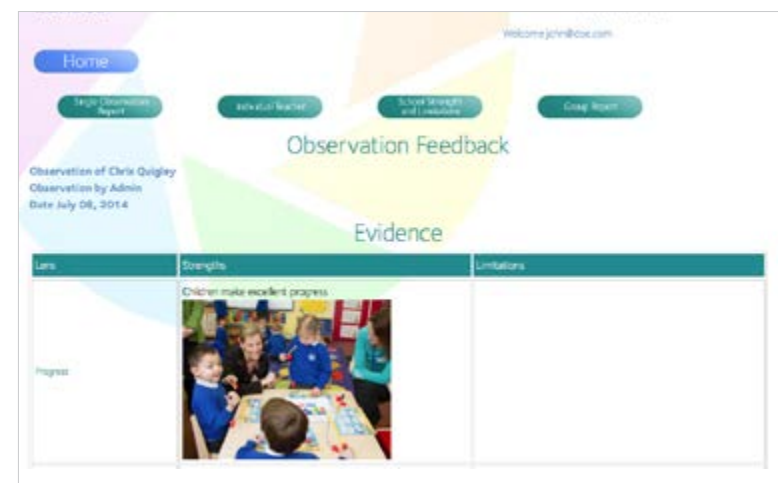 Welcome john@doe.com
Home
Single Observation
Report
Individual Teacher
School Strength
and Limitations
Group Report
Observation Feedback
Observation of Chris Quigley
Observation by Admin
Date July 08, 2014
Evidence
Lens
Strengths
Limitations
Children make excellent progress
Progress